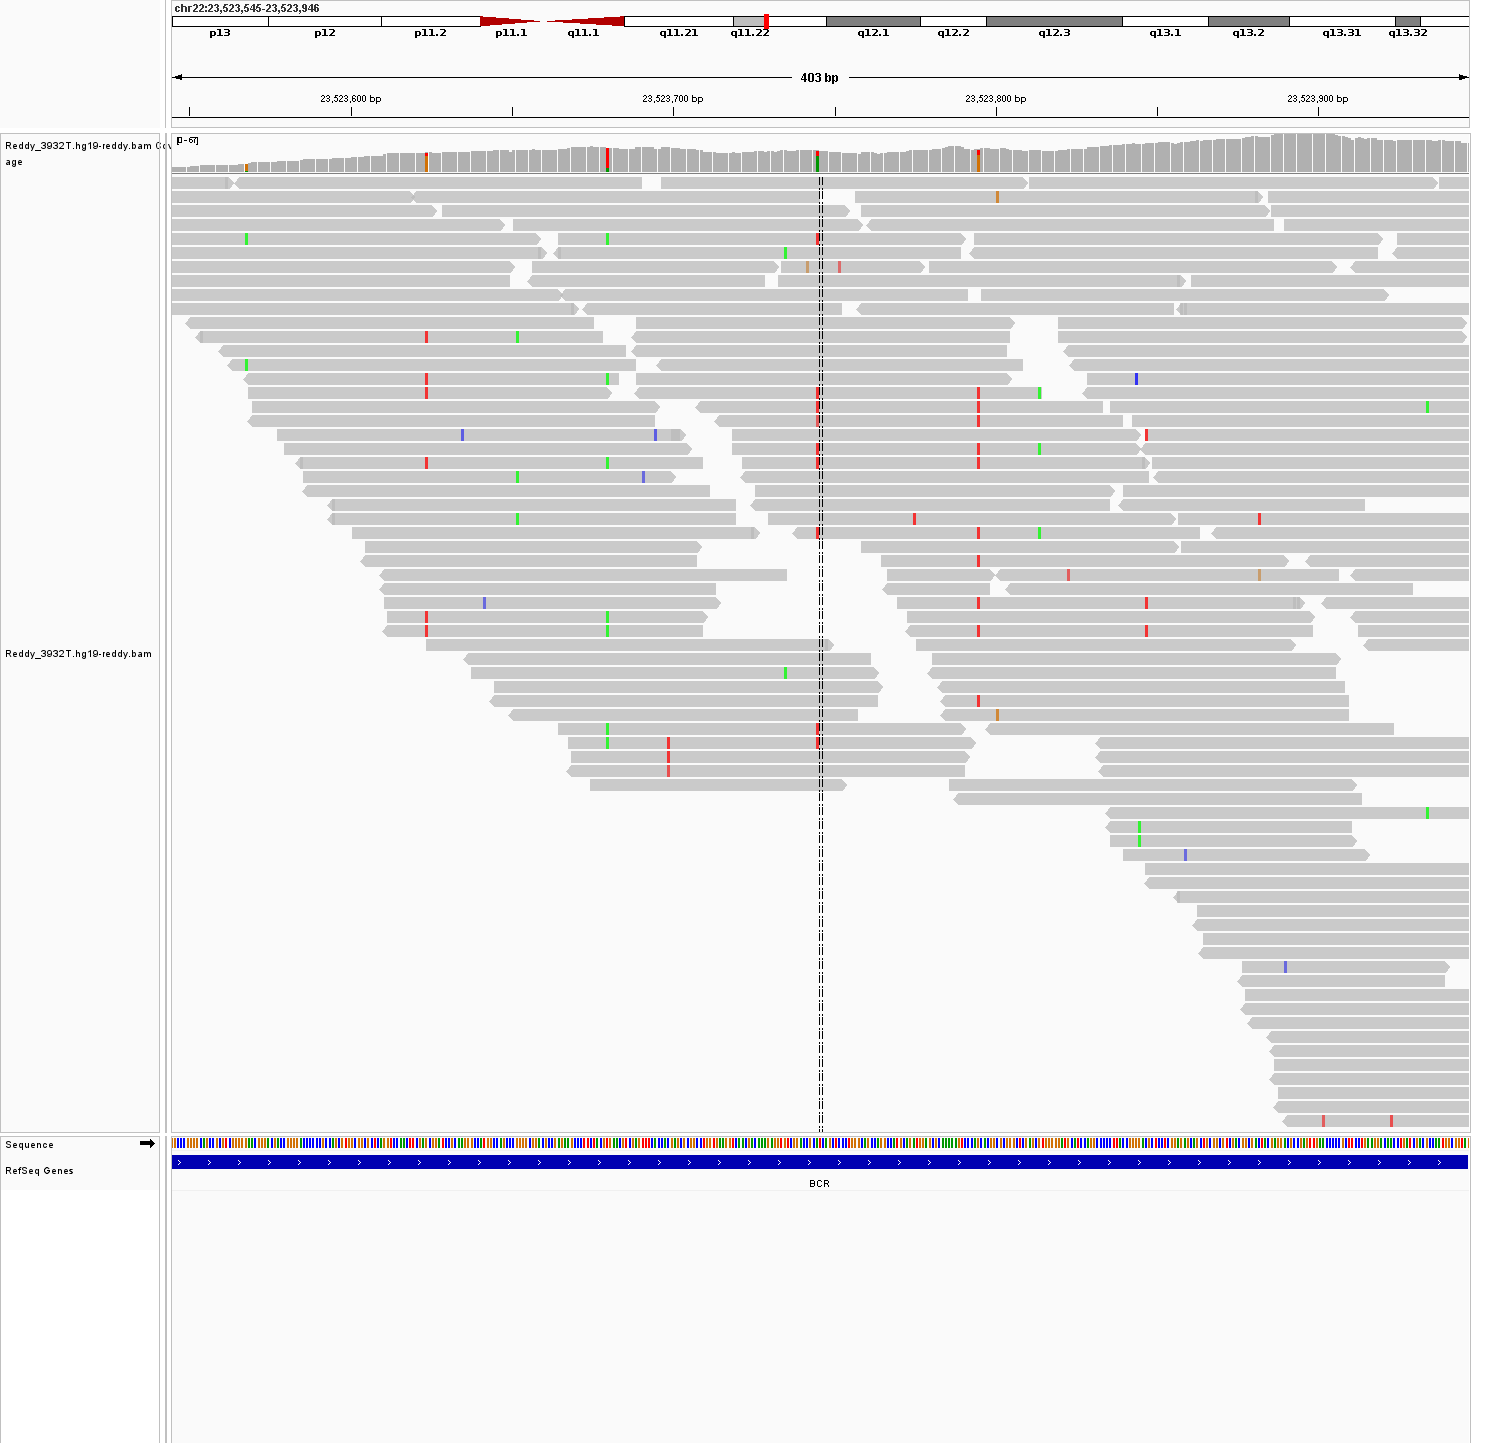 chr22:23,523,545-23,523,946
p13 p12 p11.2 p11.1 q11.1 q11.21 q11.22 q12.1 q12.2 q12.3 q13.1 q13.2 q13.31 q13.32
403 bp
23,523,600 bp 23,523,700 bp 23,523,800 bp 23,523,900 bp
Reddy_3932T.hg19-reddy.bam Cov
age
[0 - 67]
Reddy_3932T.hg19-reddy.bam
Sequence
RefSeq Genes
BCR